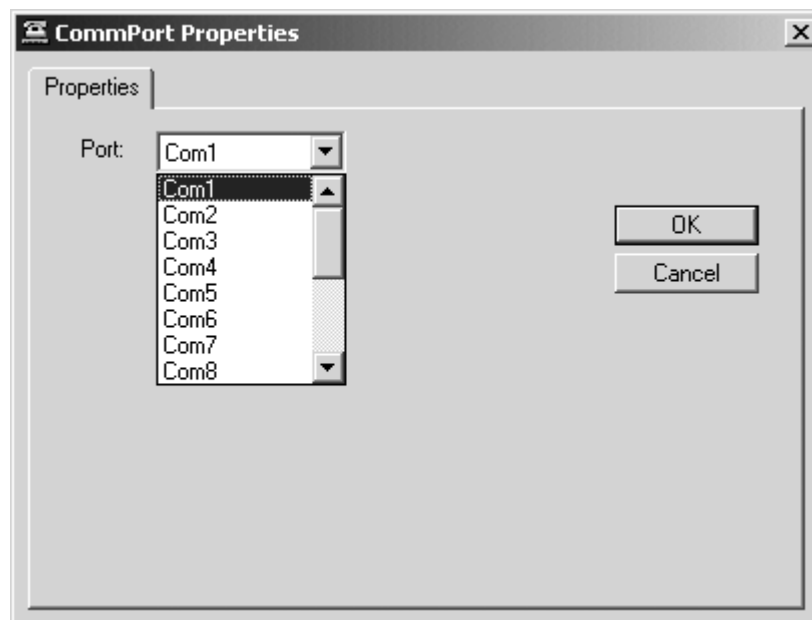 CommPort Properties
Properties
Port: Com1
Com1
Com2
Com3
Com4
Com5
Com6
Com7
Com8
OK
Cancel